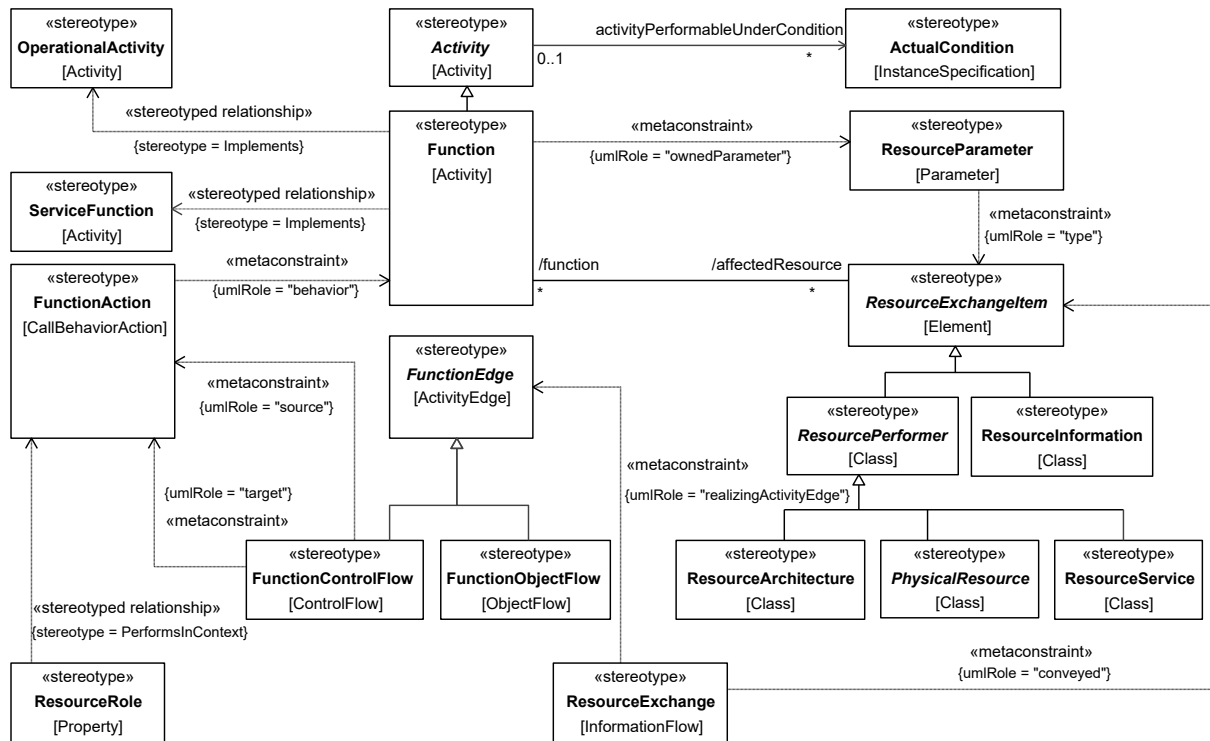 «stereotype»
OperationalActivity
[Activity]
«stereotype»
Activity
[Activity]
activityPerformableUnderCondition
0..1
*
«stereotype»
ActualCondition
[InstanceSpecification]
«stereotyped relationship»
{stereotype = Implements}
«stereotype»
Function
[Activity]
«metaconstraint»
{umlRole = "ownedParameter"}
«stereotype»
ResourceParameter
[Parameter]
«stereotype»
ServiceFunction
[Activity]
«stereotyped relationship»
{stereotype = Implements}
«metaconstraint»
{umlRole = "type"}
«stereotype»
FunctionAction
[CallBehaviorAction]
«metaconstraint»
{umlRole = "behavior"}
/function
*
/affectedResource
*
«stereotype»
ResourceExchangeItem
[Element]
«stereotype»
FunctionEdge
[ActivityEdge]
«metaconstraint»
{umlRole = "source"}
«stereotype»
ResourcePerformer
[Class]
«stereotype»
ResourceInformation
[Class]
«metaconstraint»
{umlRole = "realizingActivityEdge"}
{umlRole = "target"}
«metaconstraint»
«stereotype»
FunctionControlFlow
[ControlFlow]
«stereotype»
FunctionObjectFlow
[ObjectFlow]
«stereotype»
ResourceArchitecture
[Class]
«stereotype»
PhysicalResource
[Class]
«stereotype»
ResourceService
[Class]
«stereotyped relationship»
{stereotype = PerformsInContext}
«stereotype»
ResourceRole
[Property]
«stereotype»
ResourceExchange
[InformationFlow]
«metaconstraint»
{umlRole = "conveyed"}